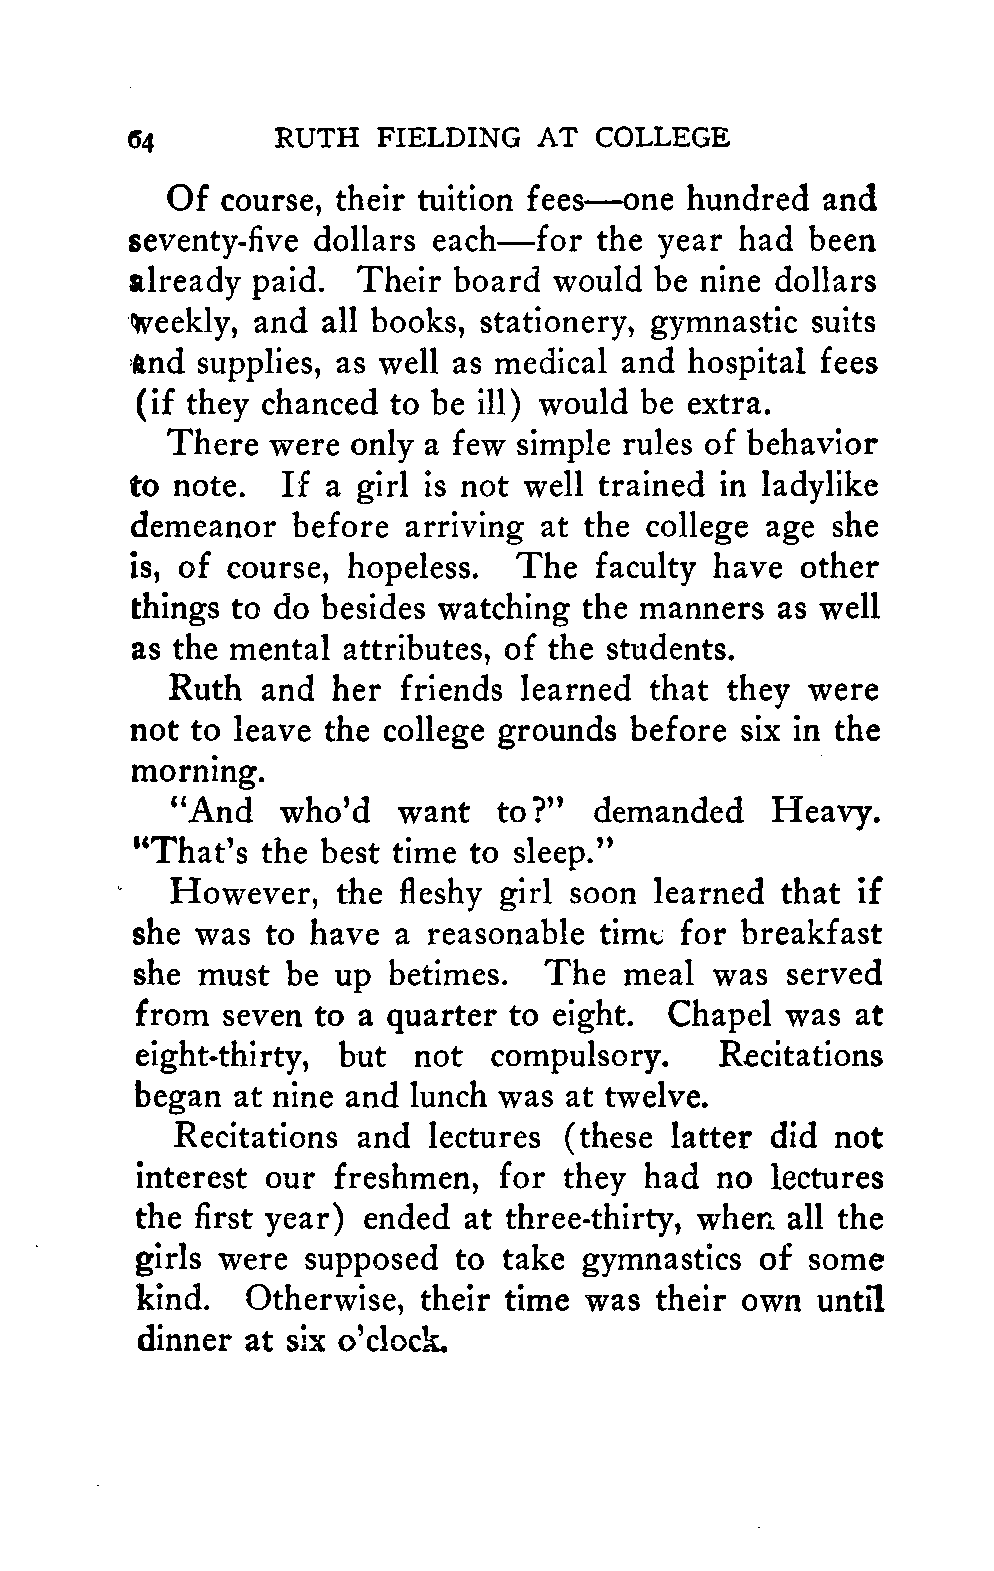 64 RUTH FIELDING AT COLLEGE
Of course, their tuition fees—one hundred and
seventy-five dollars each—for the year had been
already paid. Their board would be nine dollars
weekly, and all books, stationery, gymnastic suits
and supplies, as well as medical and hospital fees
(if they chanced to be ill) would be extra.
There were only a few simple rules of behavior
to note. If a girl is not well trained in ladylike
demeanor before arriving at the college age she
is, of course, hopeless. The faculty have other
things to do besides watching the manners as well
as the mental attributes, of the students.
Ruth and her friends learned that they were
not to leave the college grounds before six in the
morning.
"And who'd want to?" demanded Heavy.
"That's the best time to sleep."
However, the fleshy girl soon learned that if
she was to have a reasonable time for breakfast
she must be up betimes. The meal was served
from seven to a quarter to eight. Chapel was at
eight-thirty, but not compulsory. Recitations
began at nine and lunch was at twelve.
Recitations and lectures (these latter did not
interest our freshmen, for they had no lectures
the first year) ended at three-thirty, when all the
girls were supposed to take gymnastics of some
kind. Otherwise, their time was their own until
dinner at six o'clock.